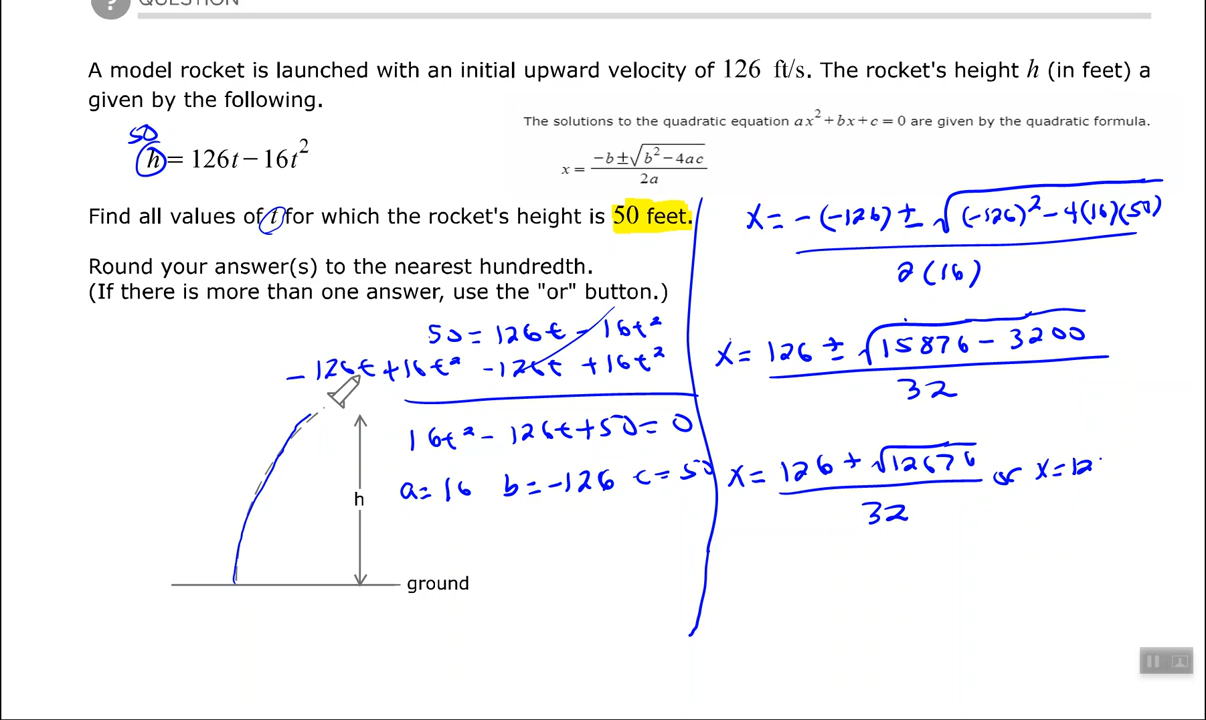 ? QUESTION
A model rocket is launched with an initial upward velocity of 126 ft/s. The rocket's height h (in feet) a
given by the following.
The solutions to the quadratic equation ax²+bx+c=0 are given by the quadratic formula.
x = (-b±√(b²-4ac))/(2a)
50
h = 126t - 16t²
Find all values of t for which the rocket's height is 50 feet.
Round your answer(s) to the nearest hundredth.
(If there is more than one answer, use the "or" button.)
50 = 126t - 16t²
- 126t + 16t² - 126t + 16t²
16t² - 126t + 50 = 0
a = 16 b = -126 c = 50
h
ground
x = (-(-126) ± √((-126)² - 4(16)(50)))/(2(16))
x = (126 ± √(15876 - 3200))/32
x = (126 + √12676)/32 or x = 12